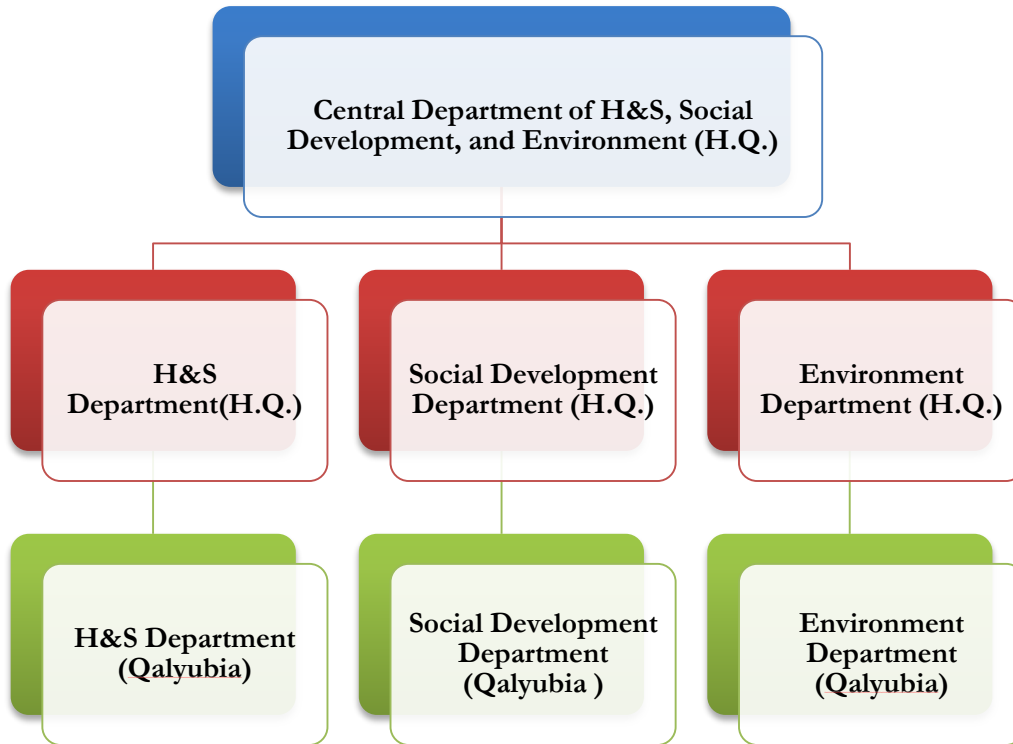 Central Department of H&S, Social
Development, and Environment (H.Q.)
H&S
Department(H.Q.)
Social Development
Department (H.Q.)
Environment
Department (H.Q.)
H&S Department
(Qalyubia)
Social Development
Department
(Qalyubia )
Environment
Department
(Qalyubia)